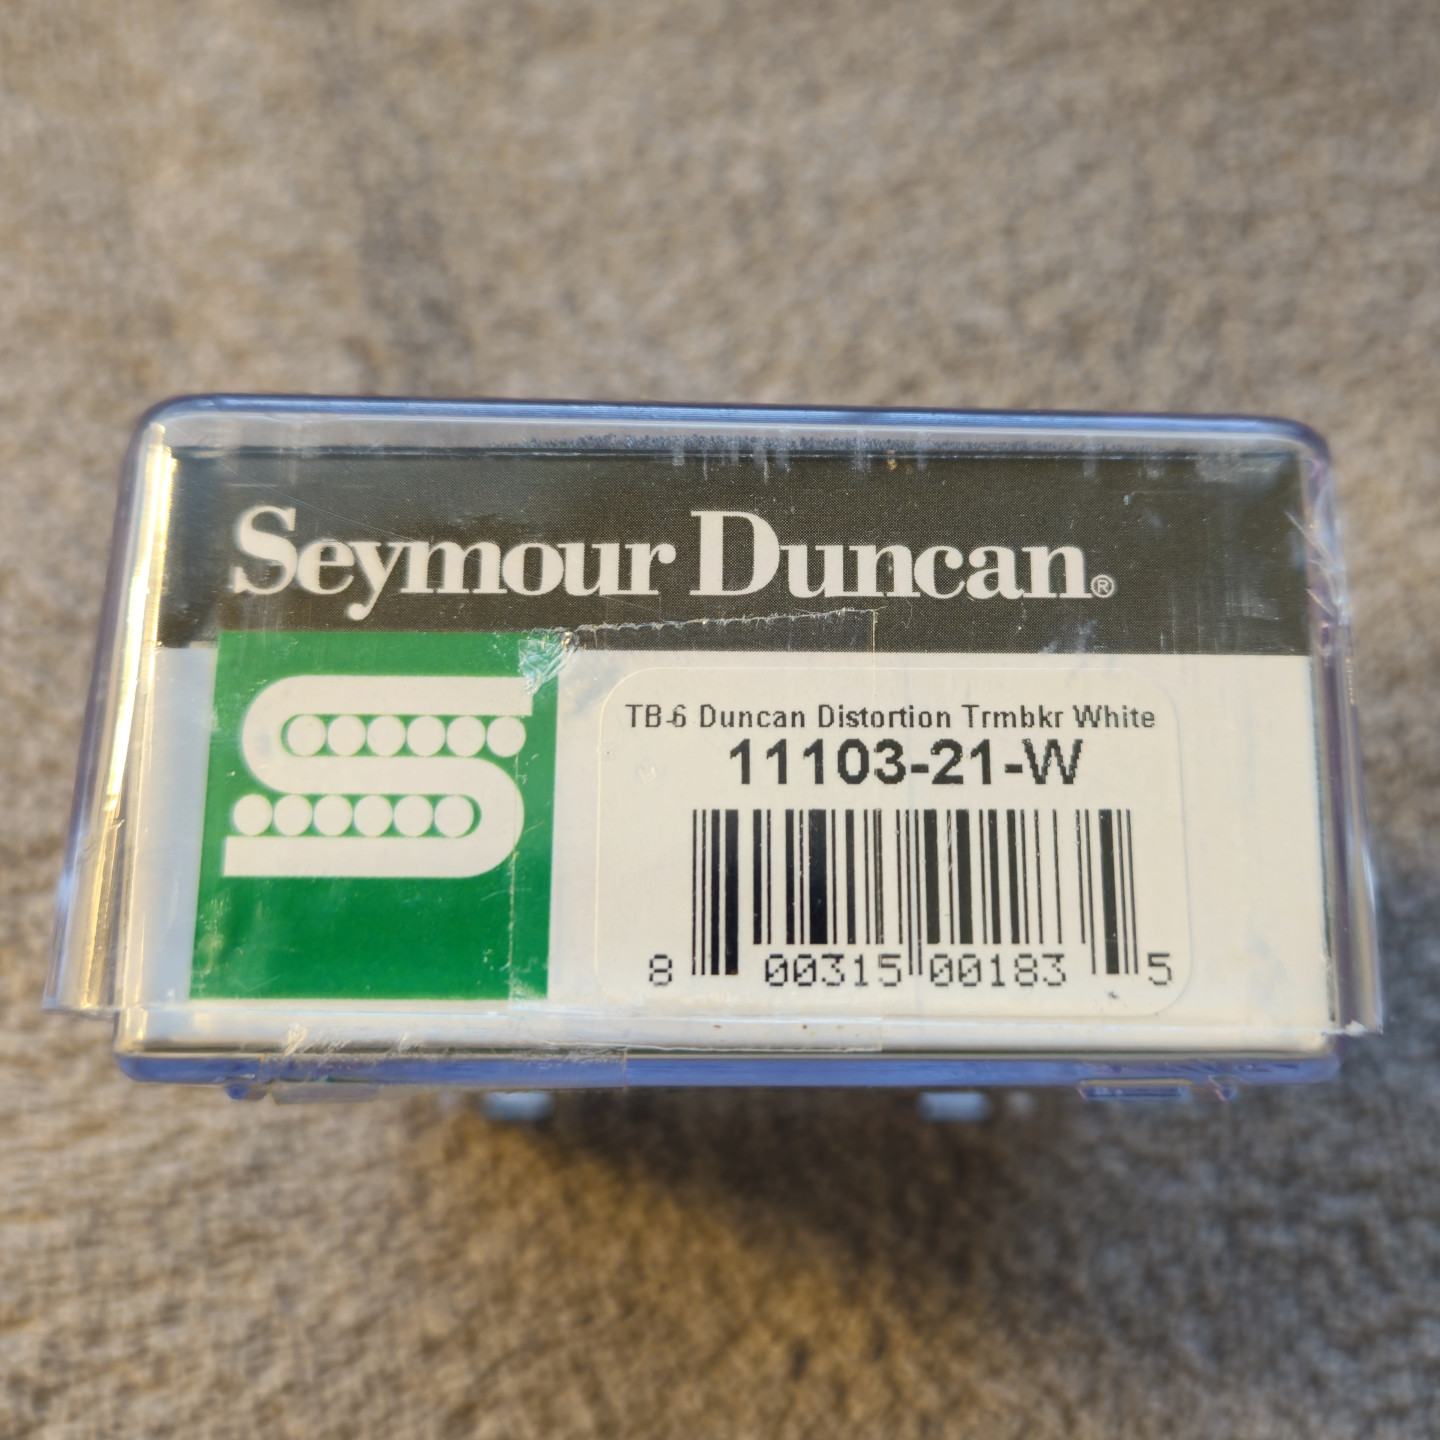 Seymour Duncan®
TB-6 Duncan Distortion Trmbkr White
11103-21-W
8 00315 00183 5